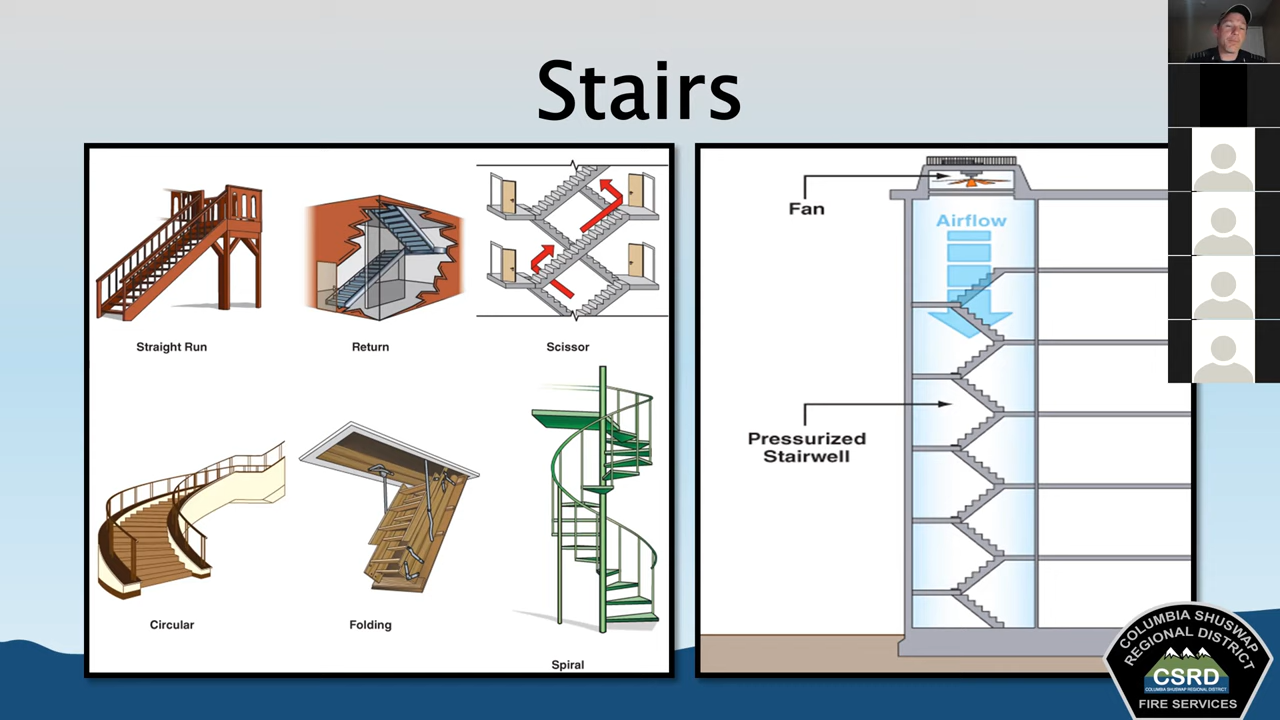 Stairs
Straight Run
Return
Scissor
Circular
Folding
Spiral
Fan
Airflow
Pressurized
Stairwell
COLUMBIA SHUSWAP
REGIONAL DISTRICT
CSRD
COLUMBIA SHUSWAP REGIONAL DISTRICT
FIRE SERVICES